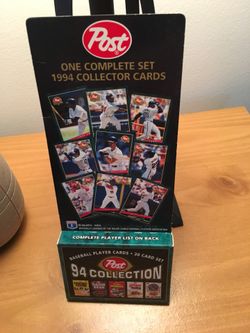 Post
ONE COMPLETE SET
1994 COLLECTOR CARDS
COMPLETE PLAYER LIST ON BACK
BASEBALL PLAYER CARDS • 30 CARD SET
Post
94 COLLECTION